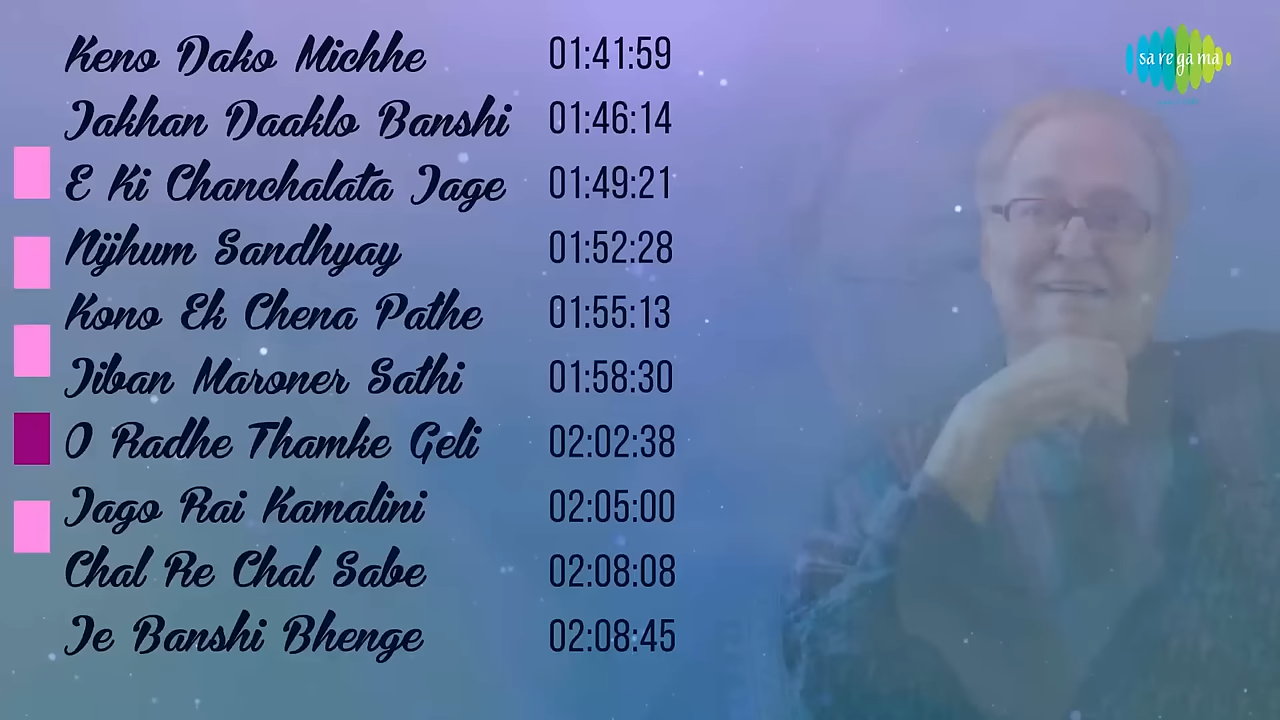 Keno Dako Michhe 01:41:59
sa re ga ma
Jakhan Daaklo Banshi 01:46:14
E Ki Chanchalata Jage 01:49:21
Nijhum Sandhyay 01:52:28
Kono Ek Chena Pathe 01:55:13
Jiban Maroner Sathi 01:58:30
O Radhe Thamke Geli 02:02:38
Jago Rai Kamalini 02:05:00
Chal Re Chal Sabe 02:08:08
Je Banshi Bhenge 02:08:45